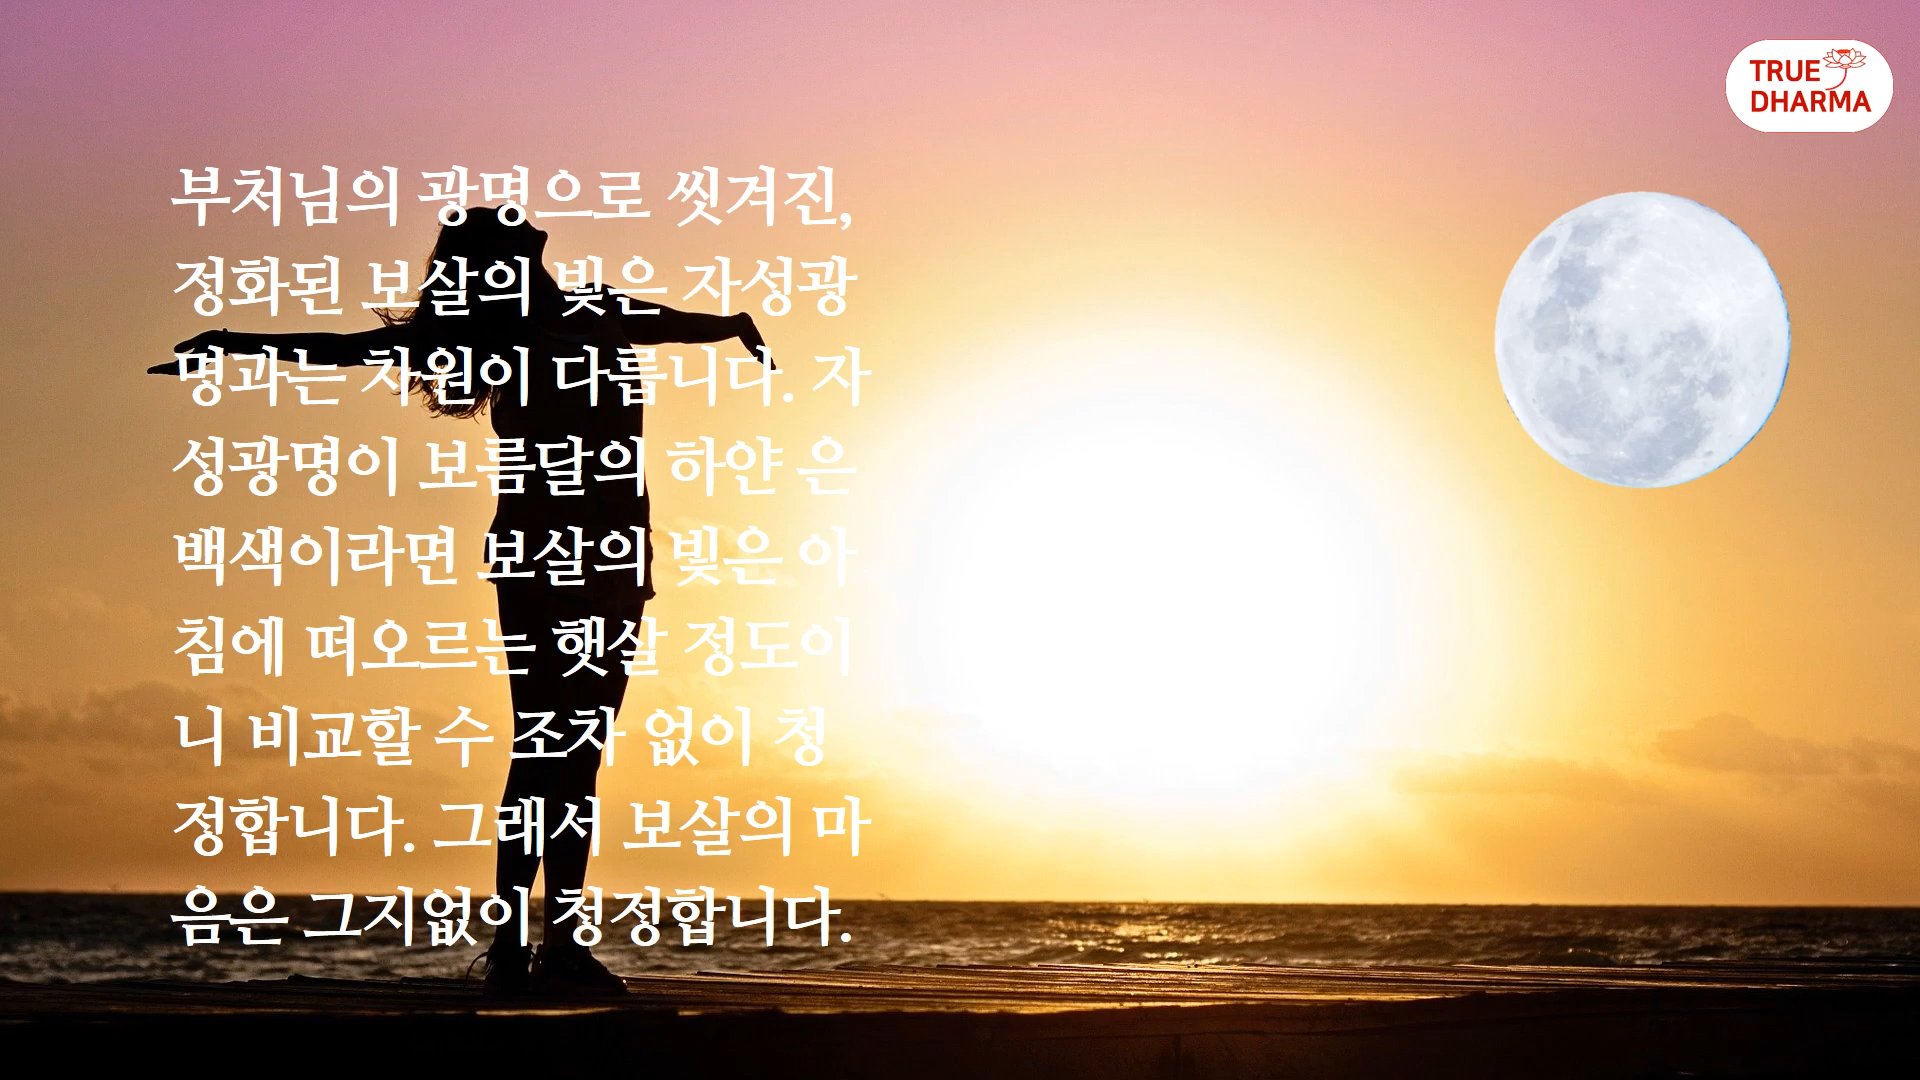 TRUE
DHARMA
부처님의 광명으로 씻겨진,
정화된 보살의 빛은 자성광
명과는 차원이 다릅니다. 자
성광명이 보름달의 하얀 은
백색이라면 보살의 빛은 아
침에 떠오르는 햇살 정도이
니 비교할 수 조차 없이 청
정합니다. 그래서 보살의 마
음은 그지없이 청정합니다.